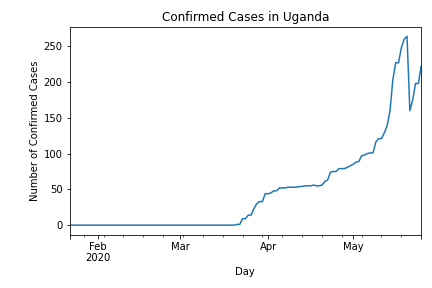 Confirmed Cases in Uganda
Number of Confirmed Cases
250
200
150
100
50
0
Feb
2020
Mar
Apr
May
Day